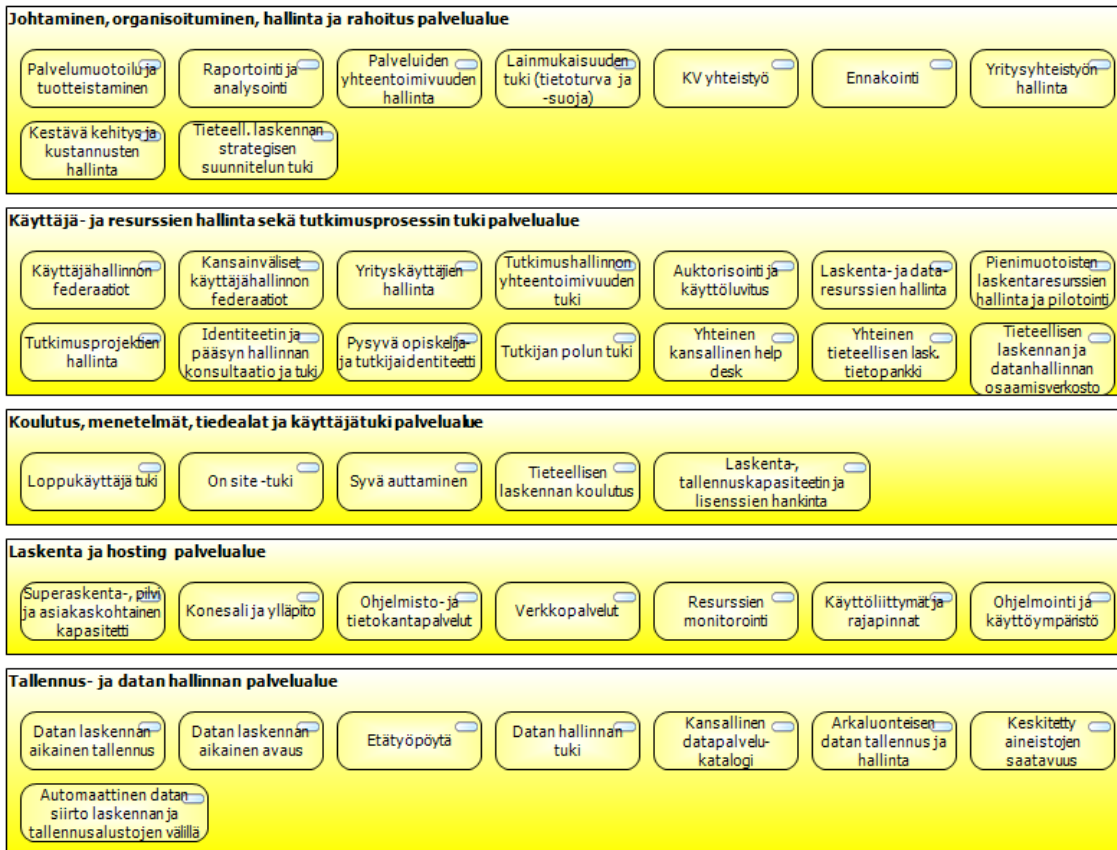 Johtaminen, organisoituminen, hallinta ja rahoitus palvelualue
Palvelumuotoilu ja
tuotteistaminen
Raportointi ja
analysointi
Palveluiden
yhteentoimivuuden
hallinta
Lainmukaisuuden
tuki (tietoturva ja
-suoja)
KV yhteistyö
Ennakointi
Yritysyhteistyön
hallinta
Kestävä kehitys ja
kustannusten
hallinta
Tieteell. laskennan
strategisen
suunnitelun tuki
Käyttäjä- ja resurssien hallinta sekä tutkimusprosessin tuki palvelualue
Käyttäjähallinnon
federaatiot
Kansainväliset
käyttäjähallinnon
federaatiot
Yrityskäyttäjien
hallinta
Tutkimushallinnon
yhteentoimivuuden
tuki
Auktorisointi ja
käyttöluvitus
Laskenta- ja data-
resurssien hallinta
Pienimuotoisten
laskentaresurssien
hallinta ja pilotointi
Tutkimusprojektien
hallinta
Identiteetin ja
pääsyn hallinnan
konsultaatio ja tuki
Pysyvä opiskelija-
ja tutkijaidentiteetti
Tutkijan polun tuki
Yhteinen
kansallinen help
desk
Yhteinen
tieteellisen lask.
tietopankki
Tieteellisen
laskennan ja
datanhallinnan
osaamisverkosto
Koulutus, menetelmät, tiedealat ja käyttäjätuki palvelualue
Loppukäyttäjä tuki
On site -tuki
Syvä auttaminen
Tieteellisen
laskennan koulutus
Laskenta-,
tallennuskapasiteetin ja
lisenssien hankinta
Laskenta ja hosting palvelualue
Superaskenta-, pilvi
ja asiakaskohtainen
kapasitetti
Konesali ja ylläpito
Ohjelmisto- ja
tietokantapalvelut
Verkkopalvelut
Resurssien
monitorointi
Käyttöliittymät ja
rajapinnat
Ohjelmointi ja
käyttöympäristö
Tallennus- ja datan hallinnan palvelualue
Datan laskennan
aikainen tallennus
Datan laskennan
aikainen avaus
Etätyöpöytä
Datan hallinnan
tuki
Kansallinen
datapalvelu-
katalogi
Arkaluonteisen
datan tallennus ja
hallinta
Keskitetty
aineistojen
saatavuus
Automaattinen datan
siirto laskennan ja
tallennusalustojen välillä